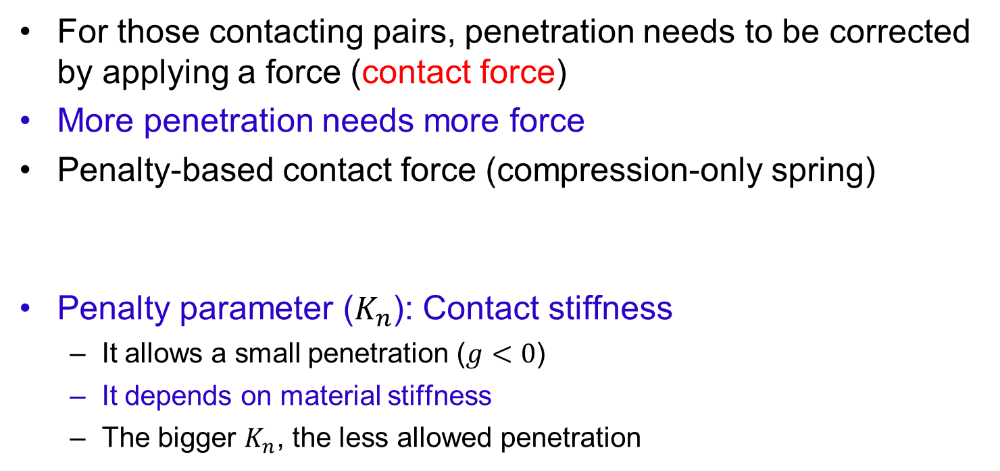 • For those contacting pairs, penetration needs to be corrected
by applying a force (contact force)
• More penetration needs more force
• Penalty-based contact force (compression-only spring)
• Penalty parameter (Kₙ): Contact stiffness
– It allows a small penetration (g < 0)
– It depends on material stiffness
– The bigger Kₙ, the less allowed penetration